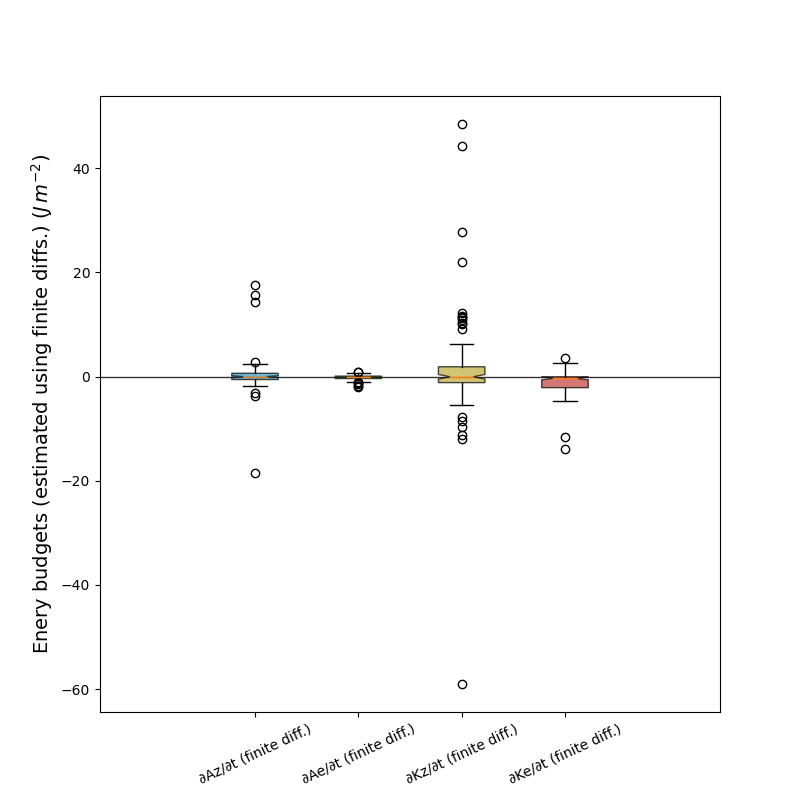 Enery budgets (estimated using finite diffs.) (J m⁻²)
40
20
0
−20
−40
−60
∂Az/∂t (finite diff.)
∂Ae/∂t (finite diff.)
∂Kz/∂t (finite diff.)
∂Ke/∂t (finite diff.)